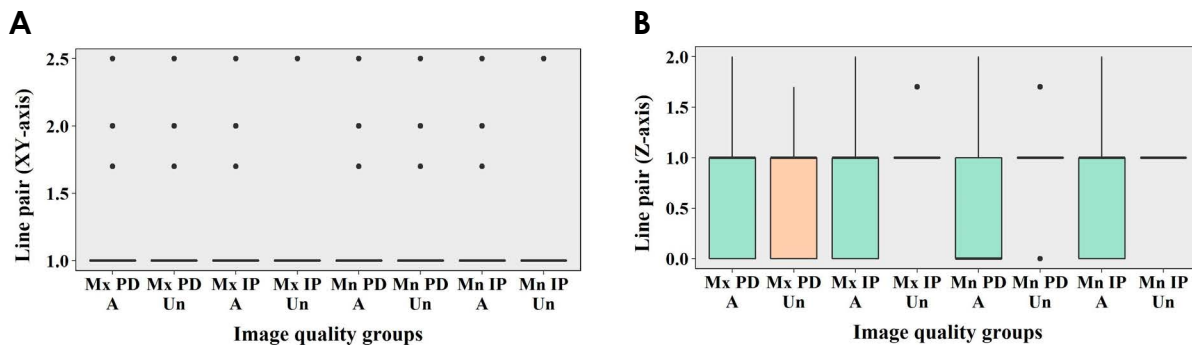 A
Line pair (XY-axis)
2.5
2.0
1.5
1.0
Mx PD Mx PD Mx IP Mx IP Mn PD Mn PD Mn IP Mn IP
A Un A Un A Un A Un
Image quality groups
B
Line pair (Z-axis)
2.0
1.5
1.0
0.5
0.0
Mx PD Mx PD Mx IP Mx IP Mn PD Mn PD Mn IP Mn IP
A Un A Un A Un A Un
Image quality groups